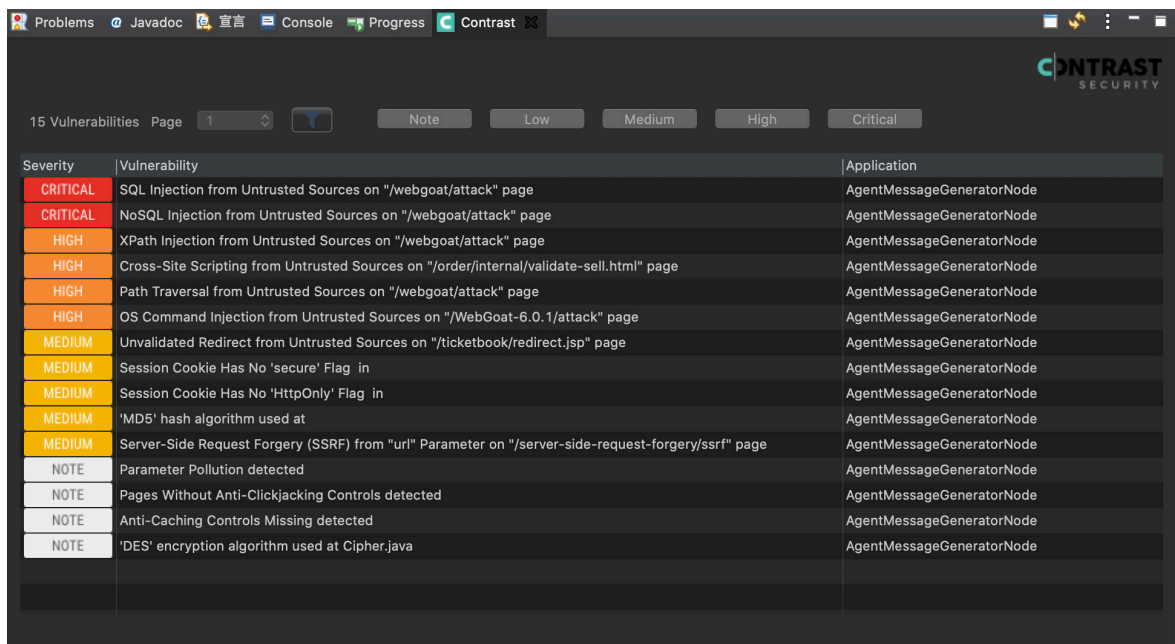 Problems Javadoc 宣言 Console Progress Contrast
CONTRAST
SECURITY
15 Vulnerabilities Page 1 Note Low Medium High Critical
Severity Vulnerability Application
CRITICAL SQL Injection from Untrusted Sources on "/webgoat/attack" page AgentMessageGeneratorNode
CRITICAL NoSQL Injection from Untrusted Sources on "/webgoat/attack" page AgentMessageGeneratorNode
HIGH XPath Injection from Untrusted Sources on "/webgoat/attack" page AgentMessageGeneratorNode
HIGH Cross-Site Scripting from Untrusted Sources on "/order/internal/validate-sell.html" page AgentMessageGeneratorNode
HIGH Path Traversal from Untrusted Sources on "/webgoat/attack" page AgentMessageGeneratorNode
HIGH OS Command Injection from Untrusted Sources on "/WebGoat-6.0.1/attack" page AgentMessageGeneratorNode
MEDIUM Unvalidated Redirect from Untrusted Sources on "/ticketbook/redirect.jsp" page AgentMessageGeneratorNode
MEDIUM Session Cookie Has No 'secure' Flag in AgentMessageGeneratorNode
MEDIUM Session Cookie Has No 'HttpOnly' Flag in AgentMessageGeneratorNode
MEDIUM 'MD5' hash algorithm used at AgentMessageGeneratorNode
MEDIUM Server-Side Request Forgery (SSRF) from "url" Parameter on "/server-side-request-forgery/ssrf" page AgentMessageGeneratorNode
NOTE Parameter Pollution detected AgentMessageGeneratorNode
NOTE Pages Without Anti-Clickjacking Controls detected AgentMessageGeneratorNode
NOTE Anti-Caching Controls Missing detected AgentMessageGeneratorNode
NOTE 'DES' encryption algorithm used at Cipher.java AgentMessageGeneratorNode